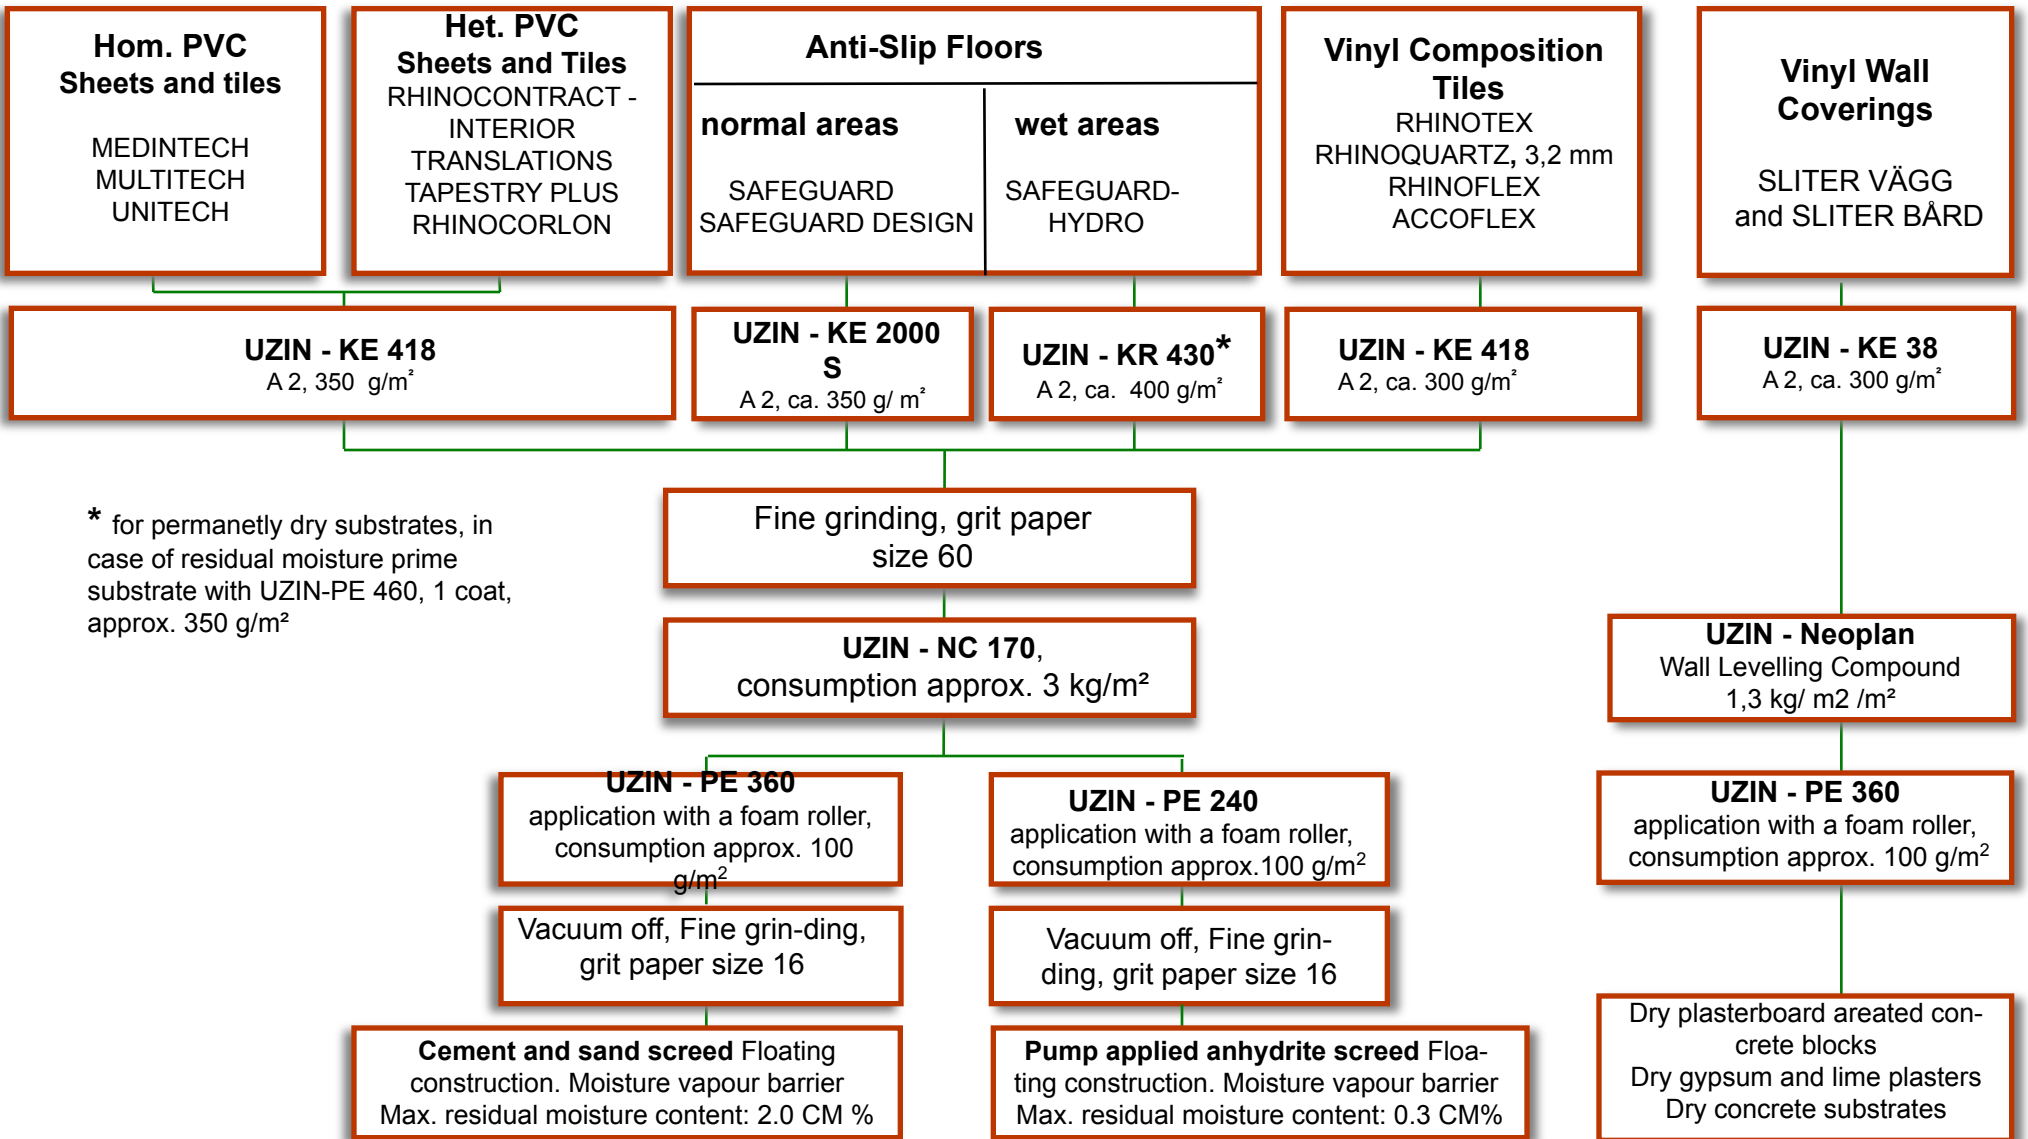 Hom. PVC
Sheets and tiles
MEDINTECH
MULTITECH
UNITECH
Het. PVC
Sheets and Tiles
RHINOCONTRACT -
INTERIOR
TRANSLATIONS
TAPESTRY PLUS
RHINOCORLON
Anti-Slip Floors
normal areas
SAFEGUARD
SAFEGUARD DESIGN
wet areas
SAFEGUARD-
HYDRO
Vinyl Composition
Tiles
RHINOTEX
RHINOQUARTZ, 3,2 mm
RHINOFLEX
ACCOFLEX
Vinyl Wall
Coverings
SLITER VÄGG
and SLITER BÅRD
UZIN - KE 418
A 2, 350 g/m²
UZIN - KE 2000
S
A 2, ca. 350 g/ m²
UZIN - KR 430*
A 2, ca. 400 g/m²
UZIN - KE 418
A 2, ca. 300 g/m²
UZIN - KE 38
A 2, ca. 300 g/m²
* for permanetly dry substrates, in
case of residual moisture prime
substrate with UZIN-PE 460, 1 coat,
approx. 350 g/m²
Fine grinding, grit paper
size 60
UZIN - NC 170,
consumption approx. 3 kg/m²
UZIN - Neoplan
Wall Levelling Compound
1,3 kg/ m2 /m²
UZIN - PE 360
application with a foam roller,
consumption approx. 100
g/m²
UZIN - PE 240
application with a foam roller,
consumption approx.100 g/m²
UZIN - PE 360
application with a foam roller,
consumption approx. 100 g/m²
Vacuum off, Fine grin-ding,
grit paper size 16
Vacuum off, Fine grin-
ding, grit paper size 16
Cement and sand screed Floating
construction. Moisture vapour barrier
Max. residual moisture content: 2.0 CM %
Pump applied anhydrite screed Floa-
ting construction. Moisture vapour barrier
Max. residual moisture content: 0.3 CM%
Dry plasterboard areated con-
crete blocks
Dry gypsum and lime plasters
Dry concrete substrates